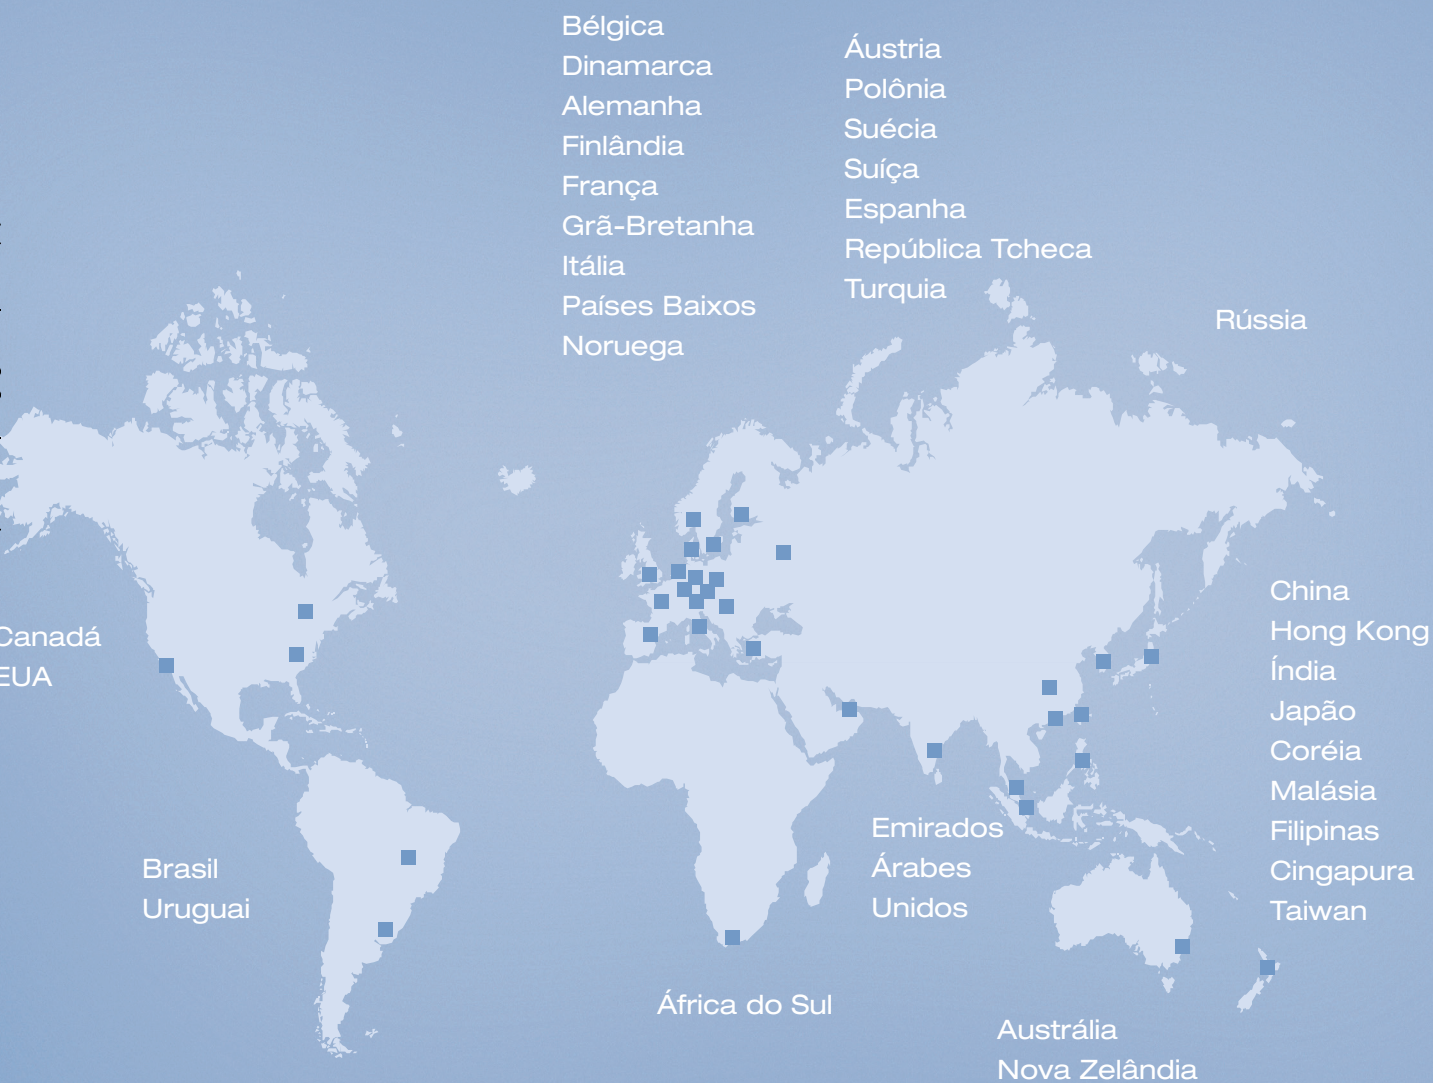 Bélgica
Dinamarca
Alemanha
Finlândia
França
Grã-Bretanha
Itália
Países Baixos
Noruega
Áustria
Polônia
Suécia
Suíça
Espanha
República Tcheca
Turquia
Rússia
Canadá
EUA
China
Hong Kong
Índia
Japão
Coréia
Malásia
Filipinas
Cingapura
Taiwan
Brasil
Uruguai
Emirados
Árabes
Unidos
África do Sul
Austrália
Nova Zelândia